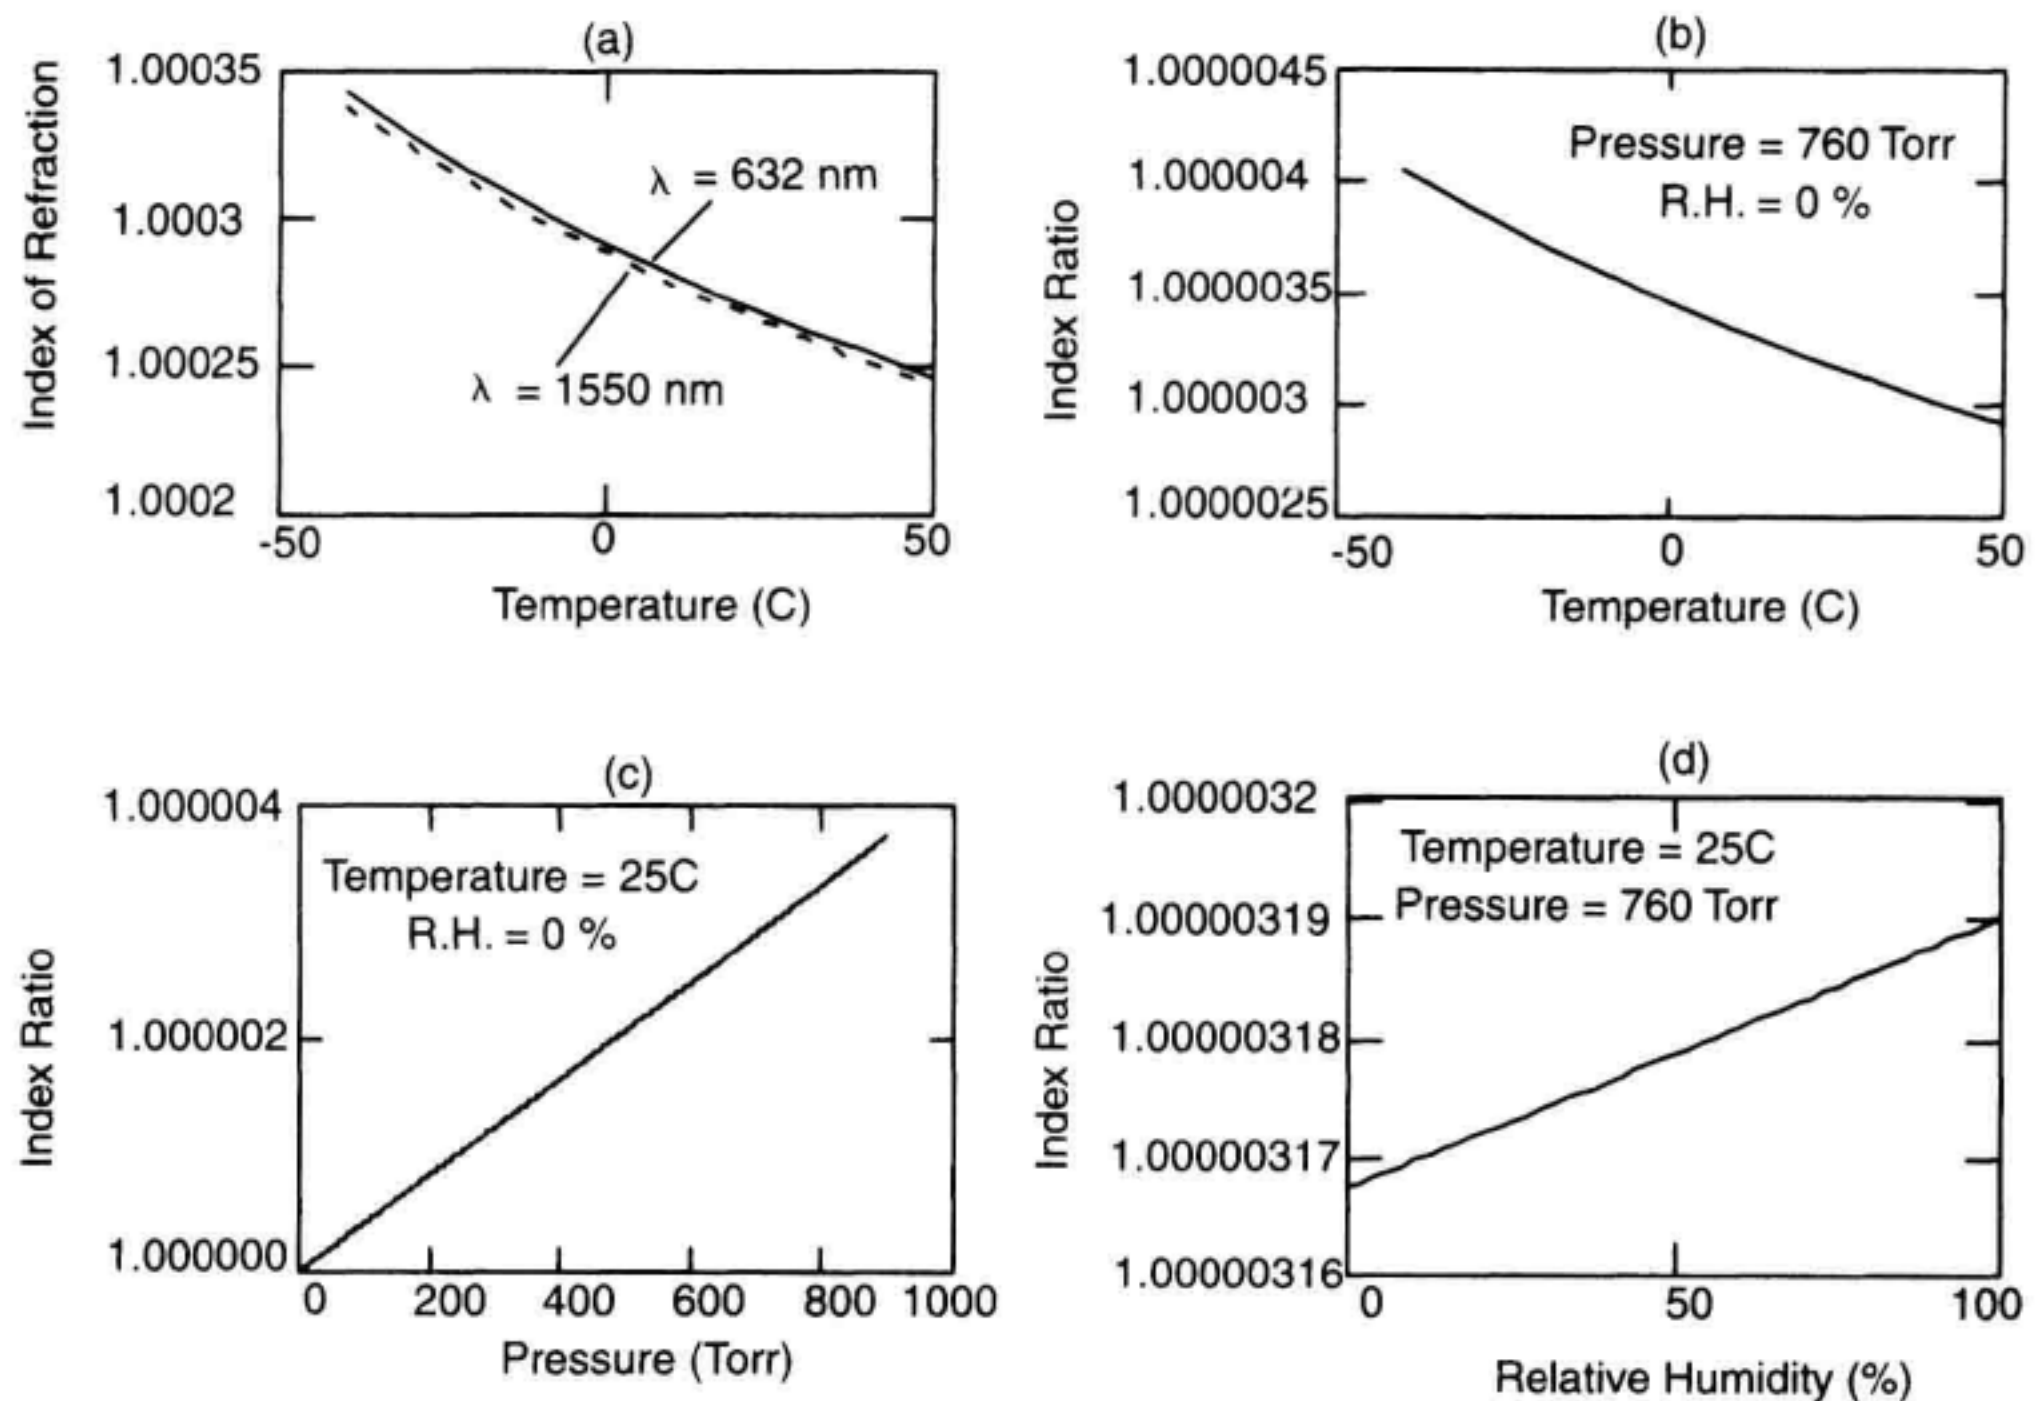 (a)
Index of Refraction
1.00035
1.0003
1.00025
1.0002
λ = 632 nm
λ = 1550 nm
-50 0 50
Temperature (C)
(b)
Index Ratio
1.0000045
1.000004
1.0000035
1.000003
1.0000025
Pressure = 760 Torr
R.H. = 0 %
-50 0 50
Temperature (C)
(c)
Index Ratio
1.000004
1.000002
1.000000
Temperature = 25C
R.H. = 0 %
0 200 400 600 800 1000
Pressure (Torr)
(d)
Index Ratio
1.0000032
1.00000319
1.00000318
1.00000317
1.00000316
Temperature = 25C
Pressure = 760 Torr
0 50 100
Relative Humidity (%)